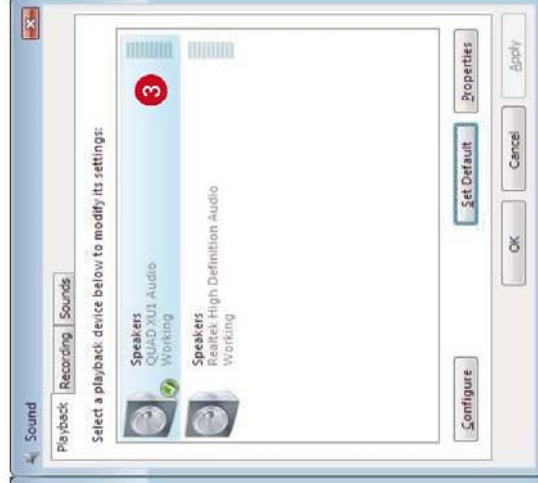 Sound
Playback
Recording
Sounds
Select a playback device below to modify its settings:
Speakers
QUAD XU1 Audio
Working
3
Speakers
Realtek High Definition Audio
Working
Configure
Set Default
Properties
OK
Cancel
Apply